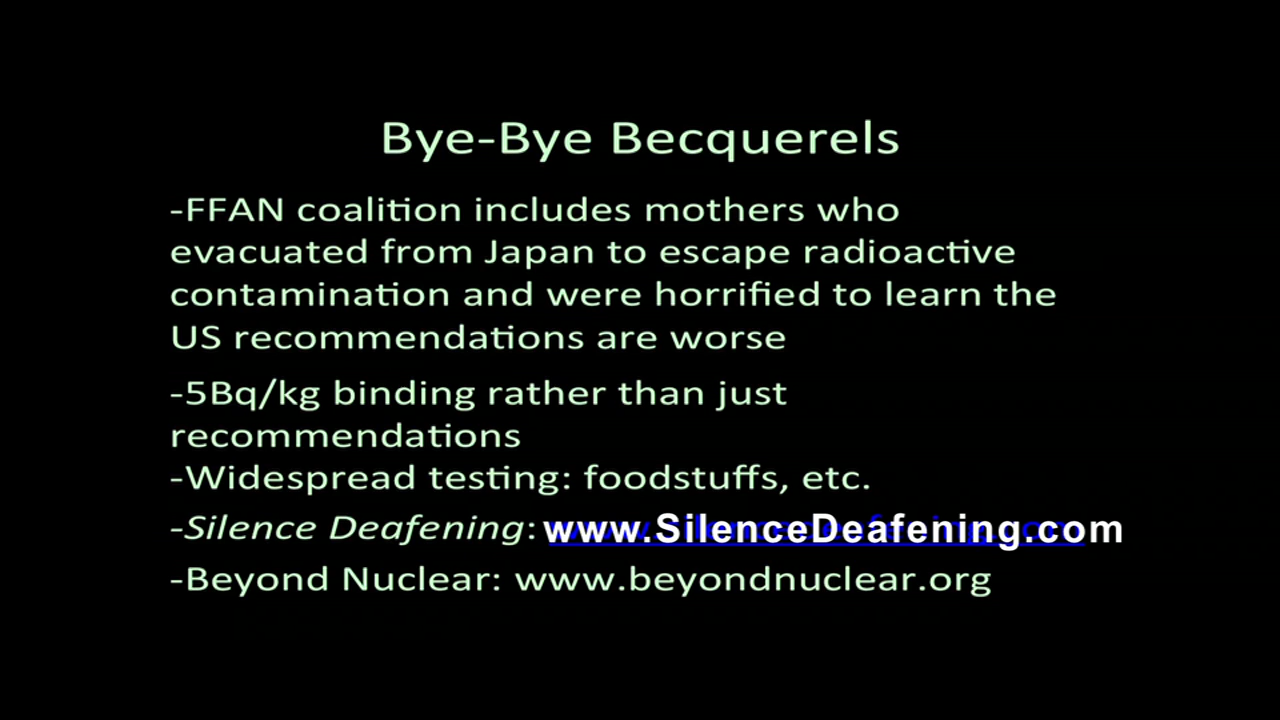 Bye-Bye Becquerels
-FFAN coalition includes mothers who
evacuated from Japan to escape radioactive
contamination and were horrified to learn the
US recommendations are worse
-5Bq/kg binding rather than just
recommendations
-Widespread testing: foodstuffs, etc.
-Silence Deafening: www.SilenceDeafening.com
-Beyond Nuclear: www.beyondnuclear.org